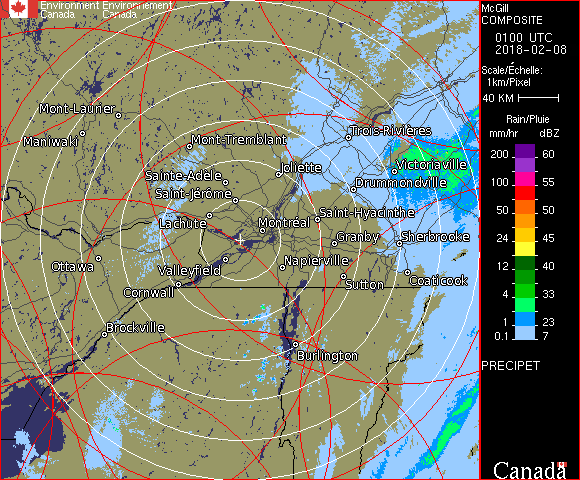 Environment Environnement
Canada Canada
McGill
COMPOSITE
0100 UTC
2018-02-08
Scale/Échelle:
1km/Pixel
40 KM
Rain/Pluie
mm/hr dBZ
200 60
100 55
50 50
24 45
12 40
4 33
1 23
0.1 7
PRECIPET
Canada
Mont-Laurier
Maniwaki
Mont-Tremblant
Trois-Rivières
Joliette
Victoriaville
Sainte-Adèle
Drummondville
Saint-Jérôme
Lachute
Saint-Hyacinthe
Montréal
Granby
Sherbrooke
Ottawa
Valleyfield
Napierville
Coaticook
Sutton
Cornwall
Brockville
Burlington